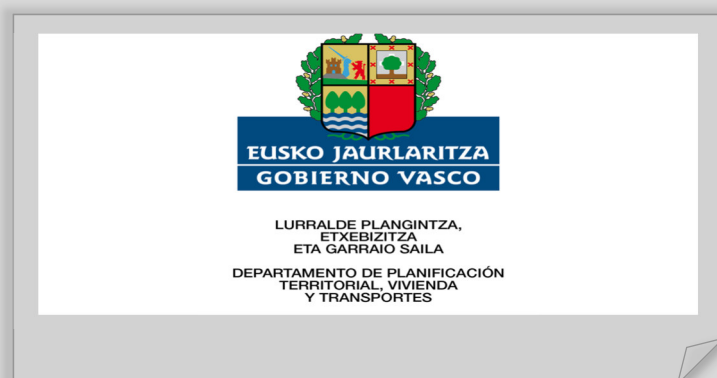 EUSKO JAURLARITZA
GOBIERNO VASCO
LURRALDE PLANGINTZA,
ETXEBIZITZA
ETA GARRAIO SAILA
DEPARTAMENTO DE PLANIFICACIÓN
TERRITORIAL, VIVIENDA
Y TRANSPORTES